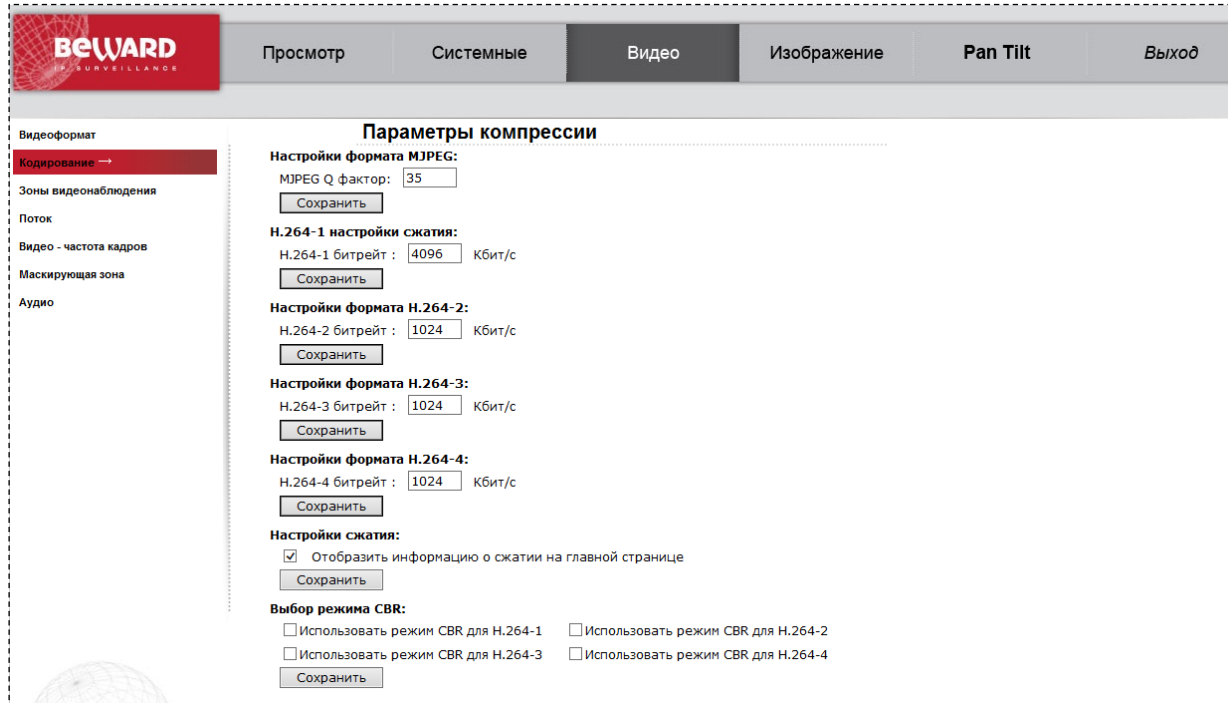 BEWARD
IP SURVEILLANCE
Просмотр Системные Видео Изображение Pan Tilt Выход
Видеоформат
Кодирование →
Зоны видеонаблюдения
Поток
Видео - частота кадров
Маскирующая зона
Аудио
Параметры компрессии
Настройки формата MJPEG:
MJPEG Q фактор: 35
Сохранить
H.264-1 настройки сжатия:
H.264-1 битрейт : 4096 Кбит/с
Сохранить
Настройки формата H.264-2:
H.264-2 битрейт : 1024 Кбит/с
Сохранить
Настройки формата H.264-3:
H.264-3 битрейт : 1024 Кбит/с
Сохранить
Настройки формата H.264-4:
H.264-4 битрейт : 1024 Кбит/с
Сохранить
Настройки сжатия:
Отобразить информацию о сжатии на главной странице
Сохранить
Выбор режима CBR:
Использовать режим CBR для H.264-1 Использовать режим CBR для H.264-2
Использовать режим CBR для H.264-3 Использовать режим CBR для H.264-4
Сохранить